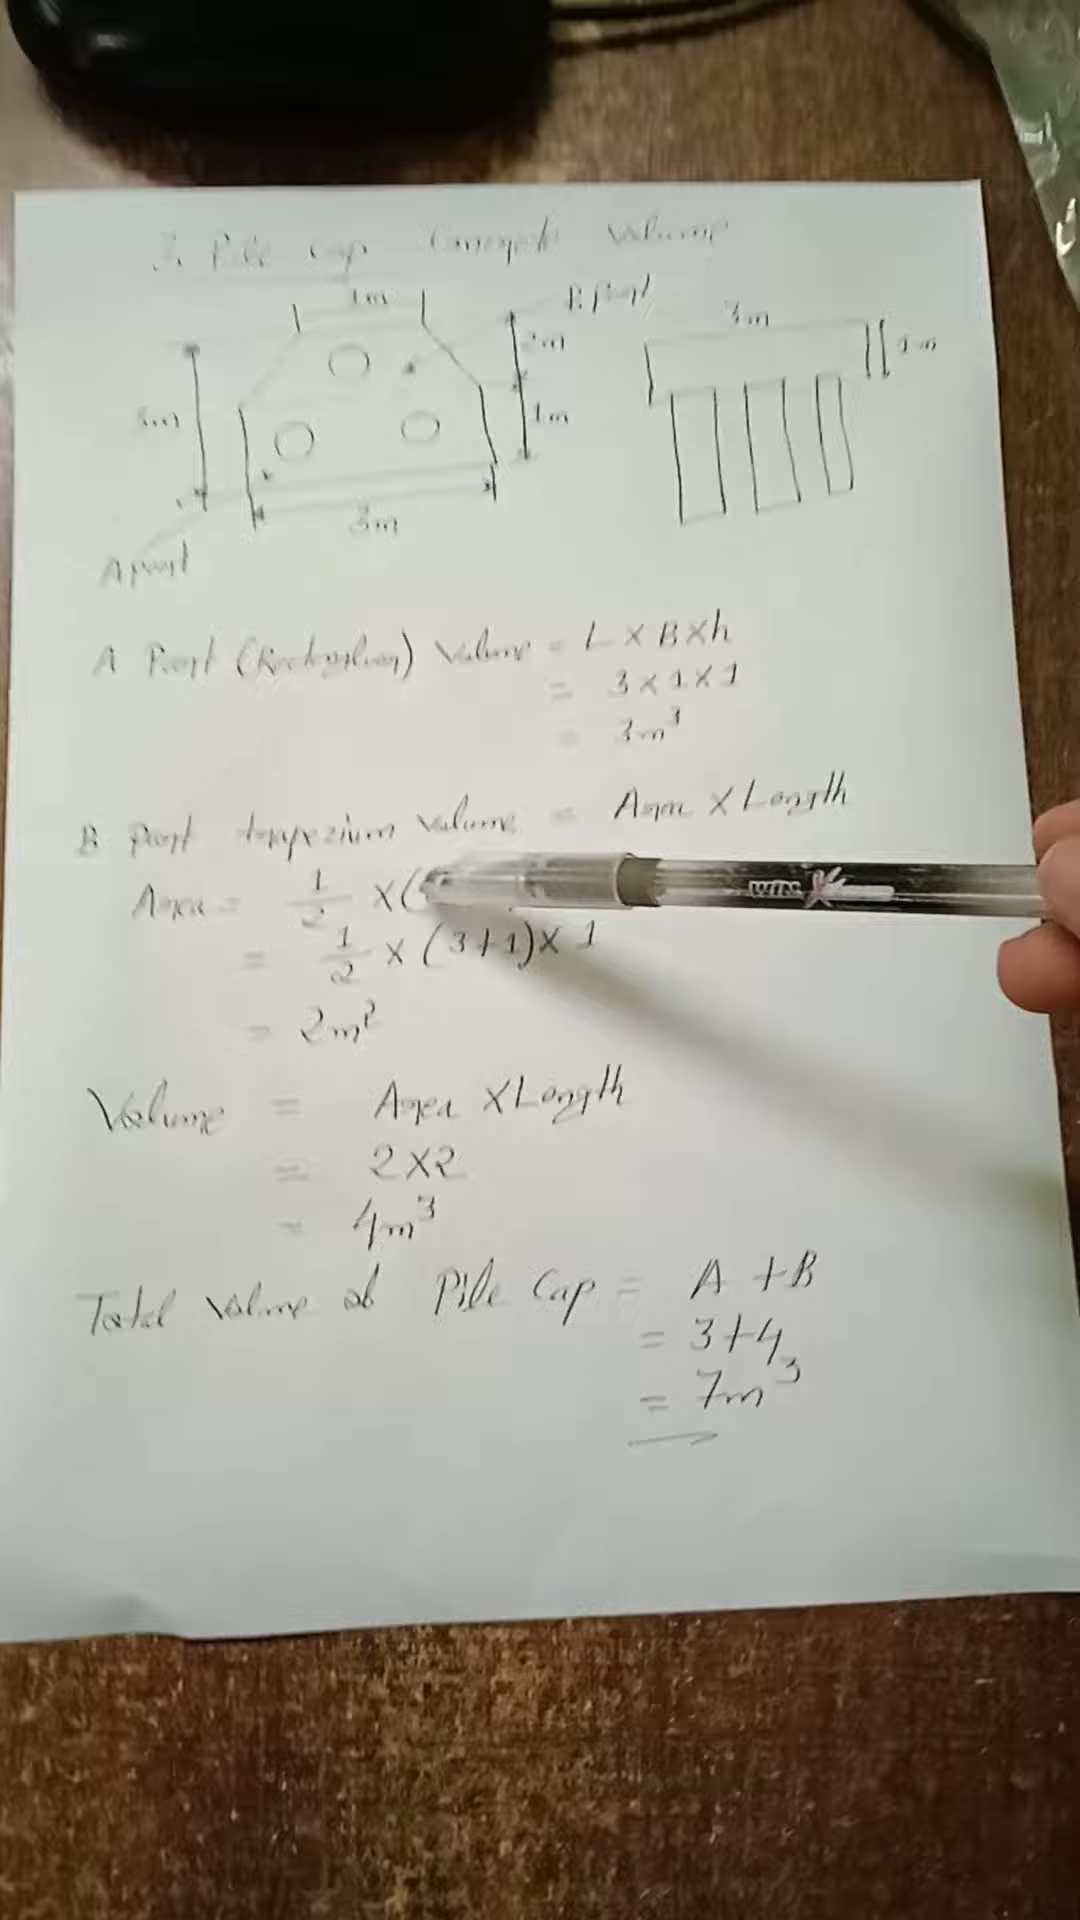 3 Pile Cap Concrete Volume
1m
B Part
3m
2m
1m
3m
1m
3m
A part
A Part (Rectangular) Volume = L X B X h
= 3 X 1 X 1
= 3m³
B Part trapezium Volume = Area X Length
Area = 1/2 X (
= 1/2 X (3+1) X 1
= 2m²
Volume = Area X Length
= 2X2
= 4m³
Total Volume of Pile Cap = A + B
= 3+4
= 7m³
WIN X